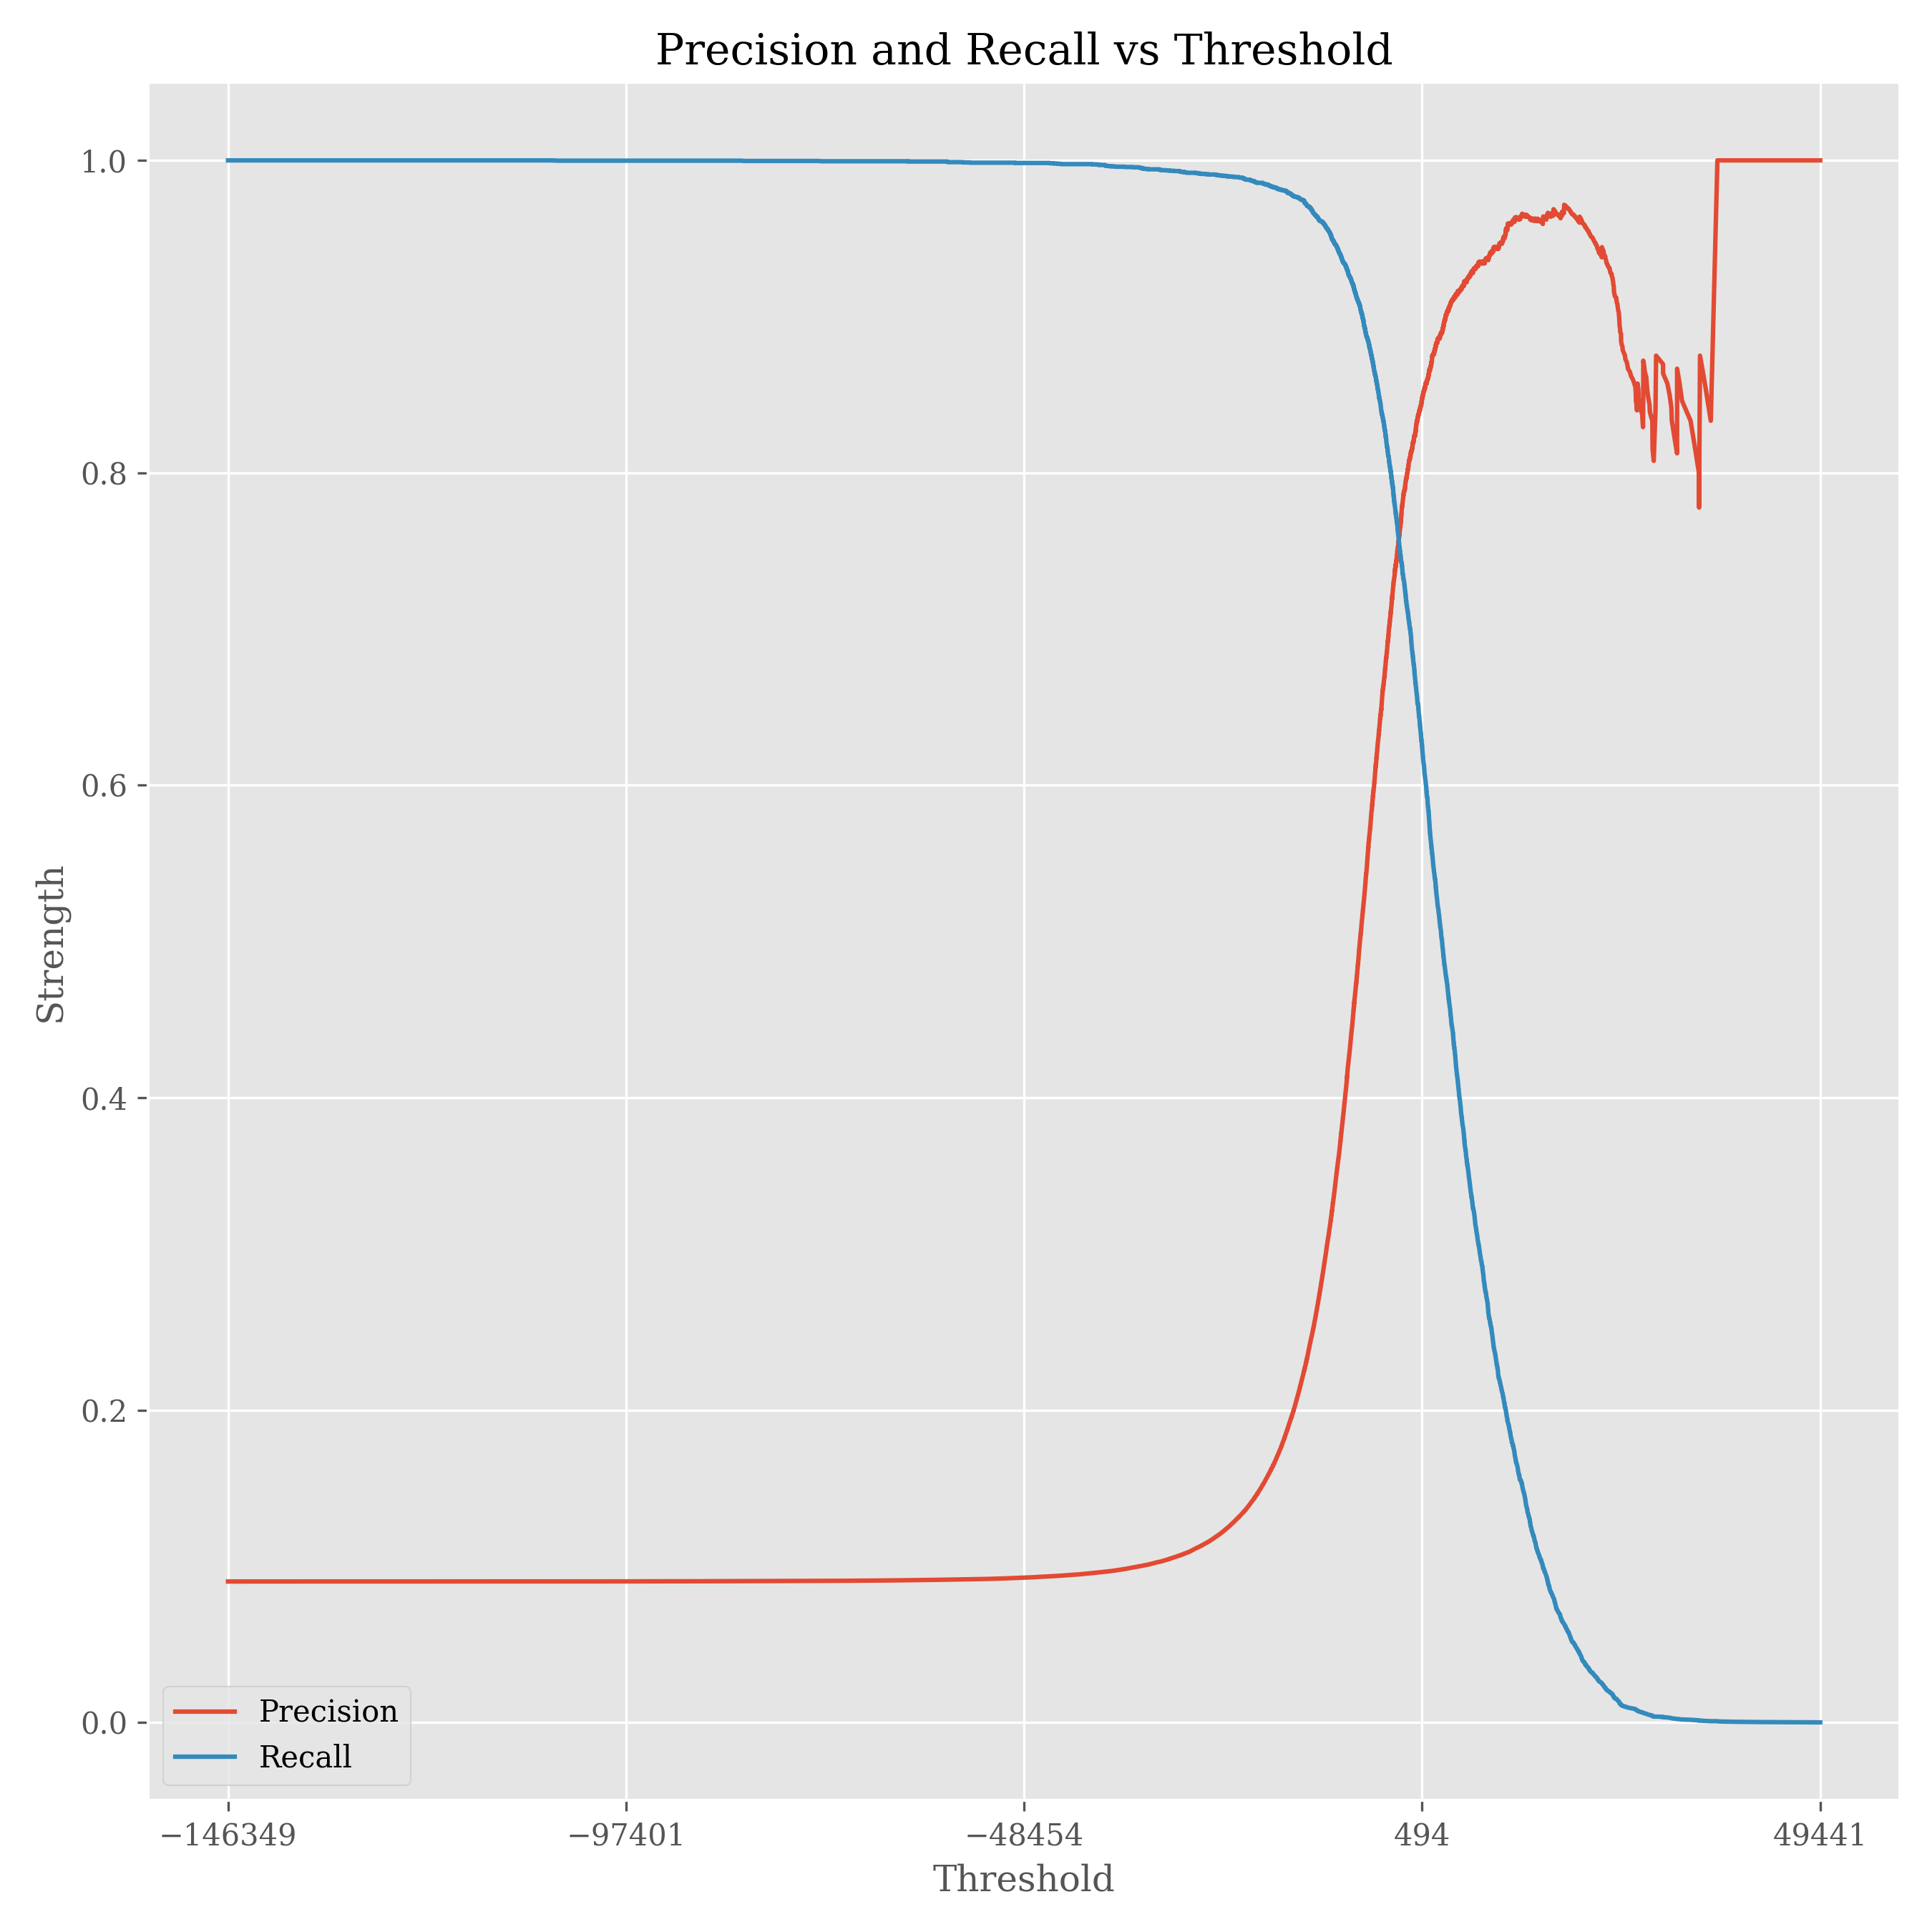 Precision and Recall vs Threshold
1.0
0.8
0.6
0.4
0.2
0.0
Strength
Precision
Recall
−146349
−97401
−48454
494
49441
Threshold